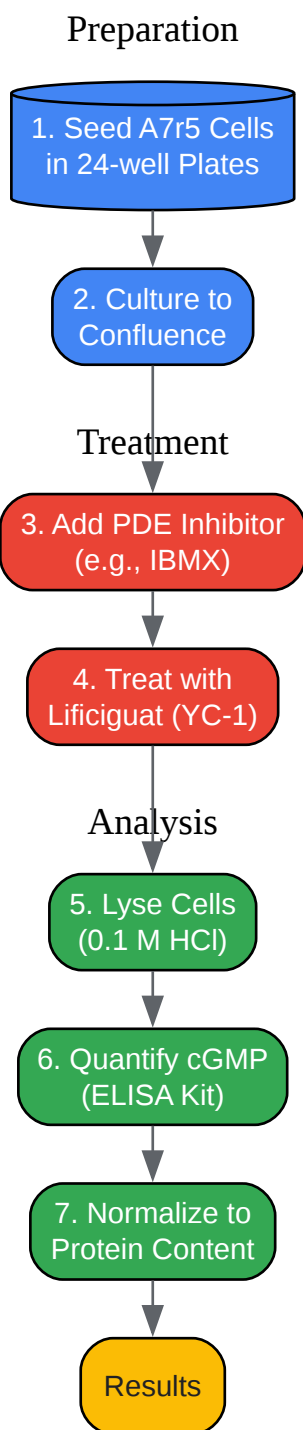 Preparation
1. Seed A7r5 Cells
in 24-well Plates
2. Culture to
Confluence
Treatment
3. Add PDE Inhibitor
(e.g., IBMX)
4. Treat with
Lificiguat (YC-1)
Analysis
5. Lyse Cells
(0.1 M HCl)
6. Quantify cGMP
(ELISA Kit)
7. Normalize to
Protein Content
Results